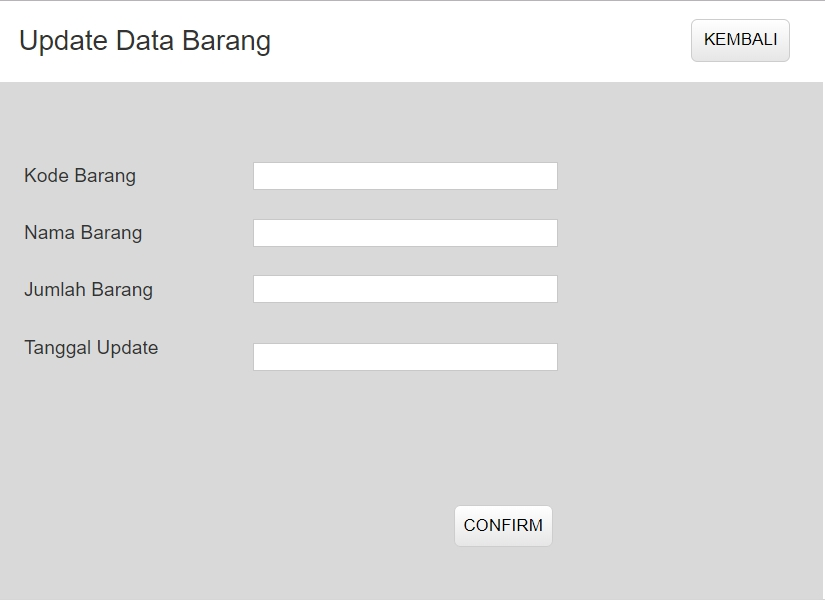 Update Data Barang
KEMBALI
Kode Barang
Nama Barang
Jumlah Barang
Tanggal Update
CONFIRM